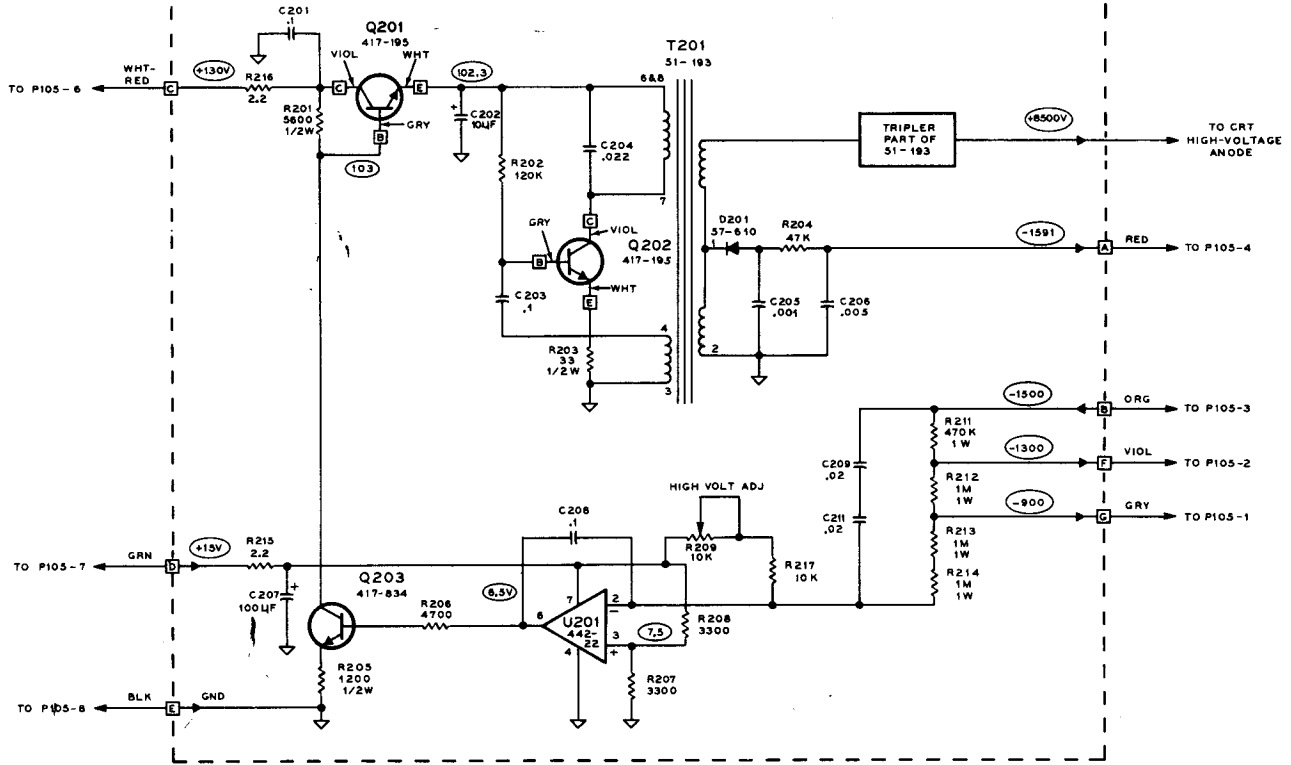 C201
.1
Q201
417-195
VIOL
WHT
T201
51-193
WHT-
RED
C
+130V
R216
2.2
TO P105-6
C
E
102.3
6&8
R201
5600
1/2W
GRY
B
103
+
C202
10µF
R202
120K
C204
.022
7
TRIPLER
PART OF
51-193
+8500V
TO CRT
HIGH-VOLTAGE
ANODE
C
VIOL
GRY
Q202
417-195
B
WHT
E
D201
57-610
1
R204
47K
-1591
A
RED
TO P105-4
C203
.1
C205
.001
C206
.005
4
2
R203
33
1/2W
3
-1500
B
ORG
TO P105-3
R211
470K
1W
C209
.02
-1300
F
VIOL
TO P105-2
R212
1M
1W
HIGH VOLT ADJ
-900
G
GRY
TO P105-1
C211
.02
R213
1M
1W
C208
.1
R209
10K
R217
10K
R214
1M
1W
GRN
TO P105-7
D
+15V
R215
2.2
C207
100µF
+
Q203
417-834
R206
4700
6.5V
7
2
−
6
U201
442-
22
3
+
4
7.5
R208
3300
R205
1200
1/2W
R207
3300
BLK
TO P105-8
E
GND